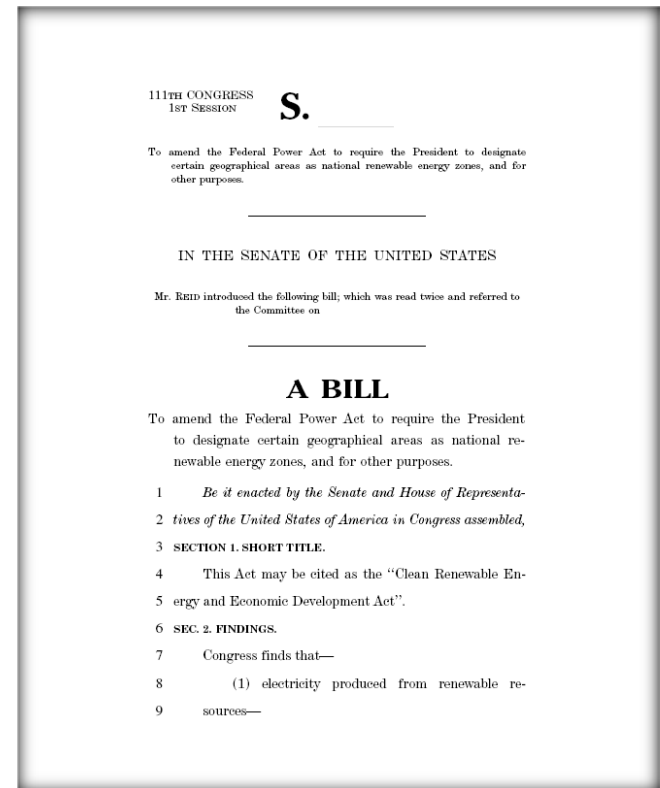 111TH CONGRESS
1ST SESSION
S.
To amend the Federal Power Act to require the President to designate
certain geographical areas as national renewable energy zones, and for
other purposes.
IN THE SENATE OF THE UNITED STATES
Mr. REID introduced the following bill; which was read twice and referred to
the Committee on
A BILL
To amend the Federal Power Act to require the President
to designate certain geographical areas as national re-
newable energy zones, and for other purposes.
1 Be it enacted by the Senate and House of Representa-
2 tives of the United States of America in Congress assembled,
3 SECTION 1. SHORT TITLE.
4 This Act may be cited as the ‘‘Clean Renewable En-
5 ergy and Economic Development Act’’.
6 SEC. 2. FINDINGS.
7 Congress finds that—
8 (1) electricity produced from renewable re-
9 sources—